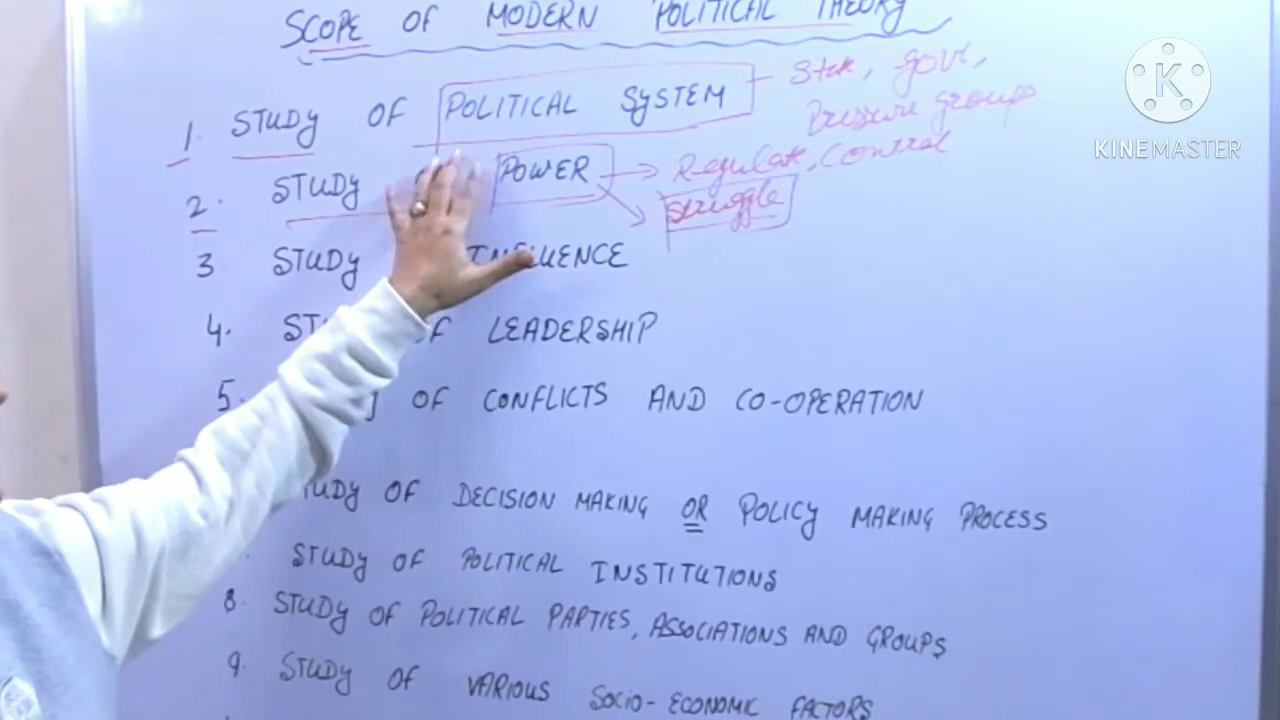 SCOPE OF MODERN POLITICAL THEORY
1. STUDY OF POLITICAL SYSTEM - State, Govt,
Pressure groups
2. STUDY POWER → Regulate, Control
Struggle
3 STUDY INFLUENCE
4. OF LEADERSHIP
5. OF CONFLICTS AND CO-OPERATION
STUDY OF DECISION MAKING OR POLICY MAKING PROCESS
STUDY OF POLITICAL INSTITUTIONS
8. STUDY OF POLITICAL PARTIES, ASSOCIATIONS AND GROUPS
9. STUDY OF VARIOUS SOCIO-ECONOMIC FACTORS
K
KINEMASTER